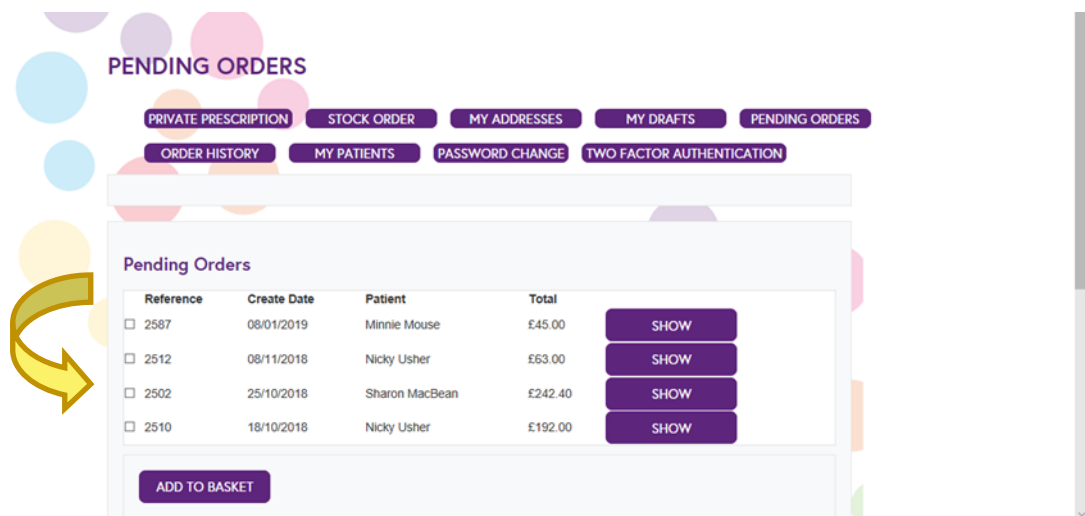 PENDING ORDERS
PRIVATE PRESCRIPTION STOCK ORDER MY ADDRESSES MY DRAFTS PENDING ORDERS
ORDER HISTORY MY PATIENTS PASSWORD CHANGE TWO FACTOR AUTHENTICATION
Pending Orders
Reference Create Date Patient Total
2587 08/01/2019 Minnie Mouse £45.00 SHOW
2512 08/11/2018 Nicky Usher £63.00 SHOW
2502 25/10/2018 Sharon MacBean £242.40 SHOW
2510 18/10/2018 Nicky Usher £192.00 SHOW
ADD TO BASKET